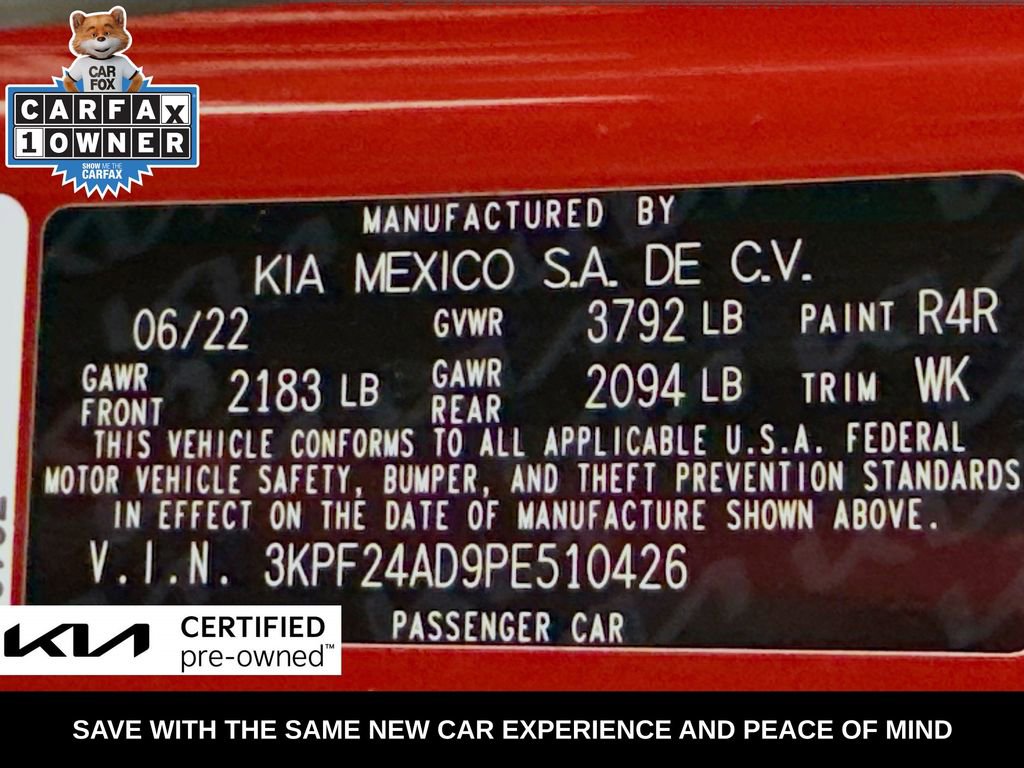 CAR
FOX
CARFAX
1 OWNER
SHOW ME THE
CARFAX
MANUFACTURED BY
KIA MEXICO S.A. DE C.V.
06/22 GVWR 3792 LB PAINT R4R
GAWR FRONT 2183 LB GAWR REAR 2094 LB TRIM WK
THIS VEHICLE CONFORMS TO ALL APPLICABLE U.S.A. FEDERAL
MOTOR VEHICLE SAFETY, BUMPER, AND THEFT PREVENTION STANDARDS
IN EFFECT ON THE DATE OF MANUFACTURE SHOWN ABOVE.
V.I.N. 3KPF24AD9PE510426
PASSENGER CAR
KIA
CERTIFIED
pre-owned™
SAVE WITH THE SAME NEW CAR EXPERIENCE AND PEACE OF MIND